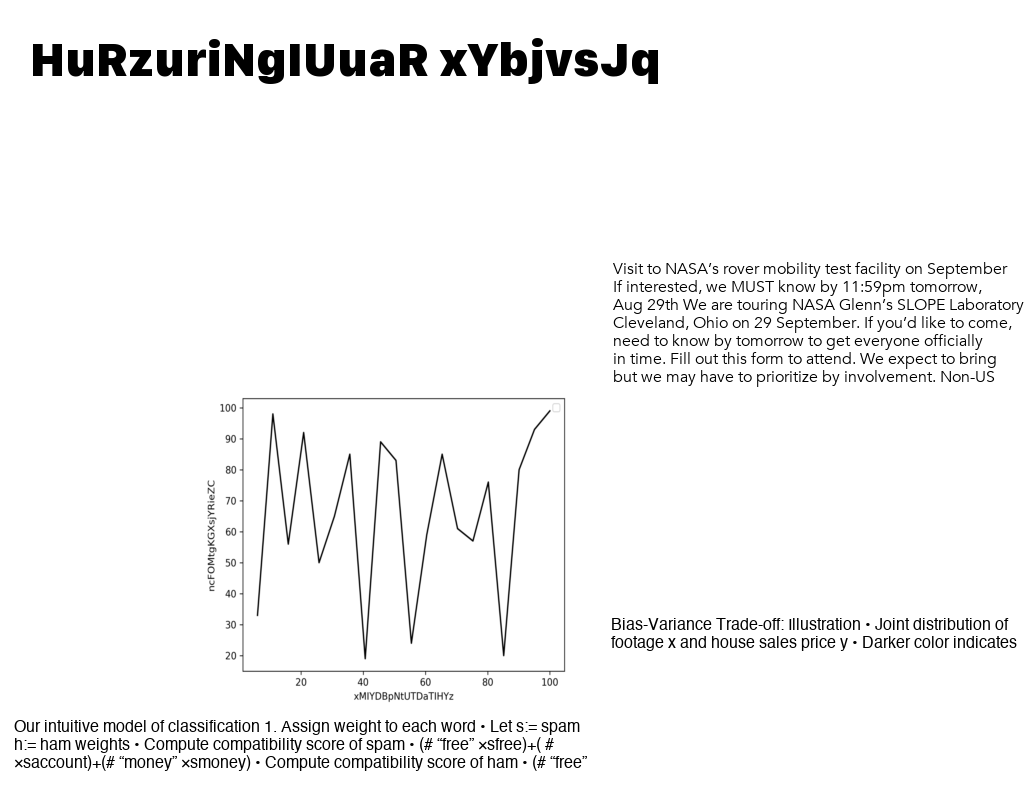 HuRzuriNgIUuaR xYbjvsJq
Visit to NASA’s rover mobility test facility on September
If interested, we MUST know by 11:59pm tomorrow,
Aug 29th We are touring NASA Glenn’s SLOPE Laboratory
Cleveland, Ohio on 29 September. If you’d like to come,
need to know by tomorrow to get everyone officially
in time. Fill out this form to attend. We expect to bring
but we may have to prioritize by involvement. Non-US
100
90
80
70
60
50
40
30
20
ncFOMtgKGXsjYRieZC
20 40 60 80 100
xMIYDBpNtUTDaTIHYz
Bias-Variance Trade-off: Illustration • Joint distribution of
footage x and house sales price y • Darker color indicates
Our intuitive model of classification 1. Assign weight to each word • Let s:= spam
h:= ham weights • Compute compatibility score of spam • (# “free” ×sfree)+( #
×saccount)+(# “money” ×smoney) • Compute compatibility score of ham • (# “free”